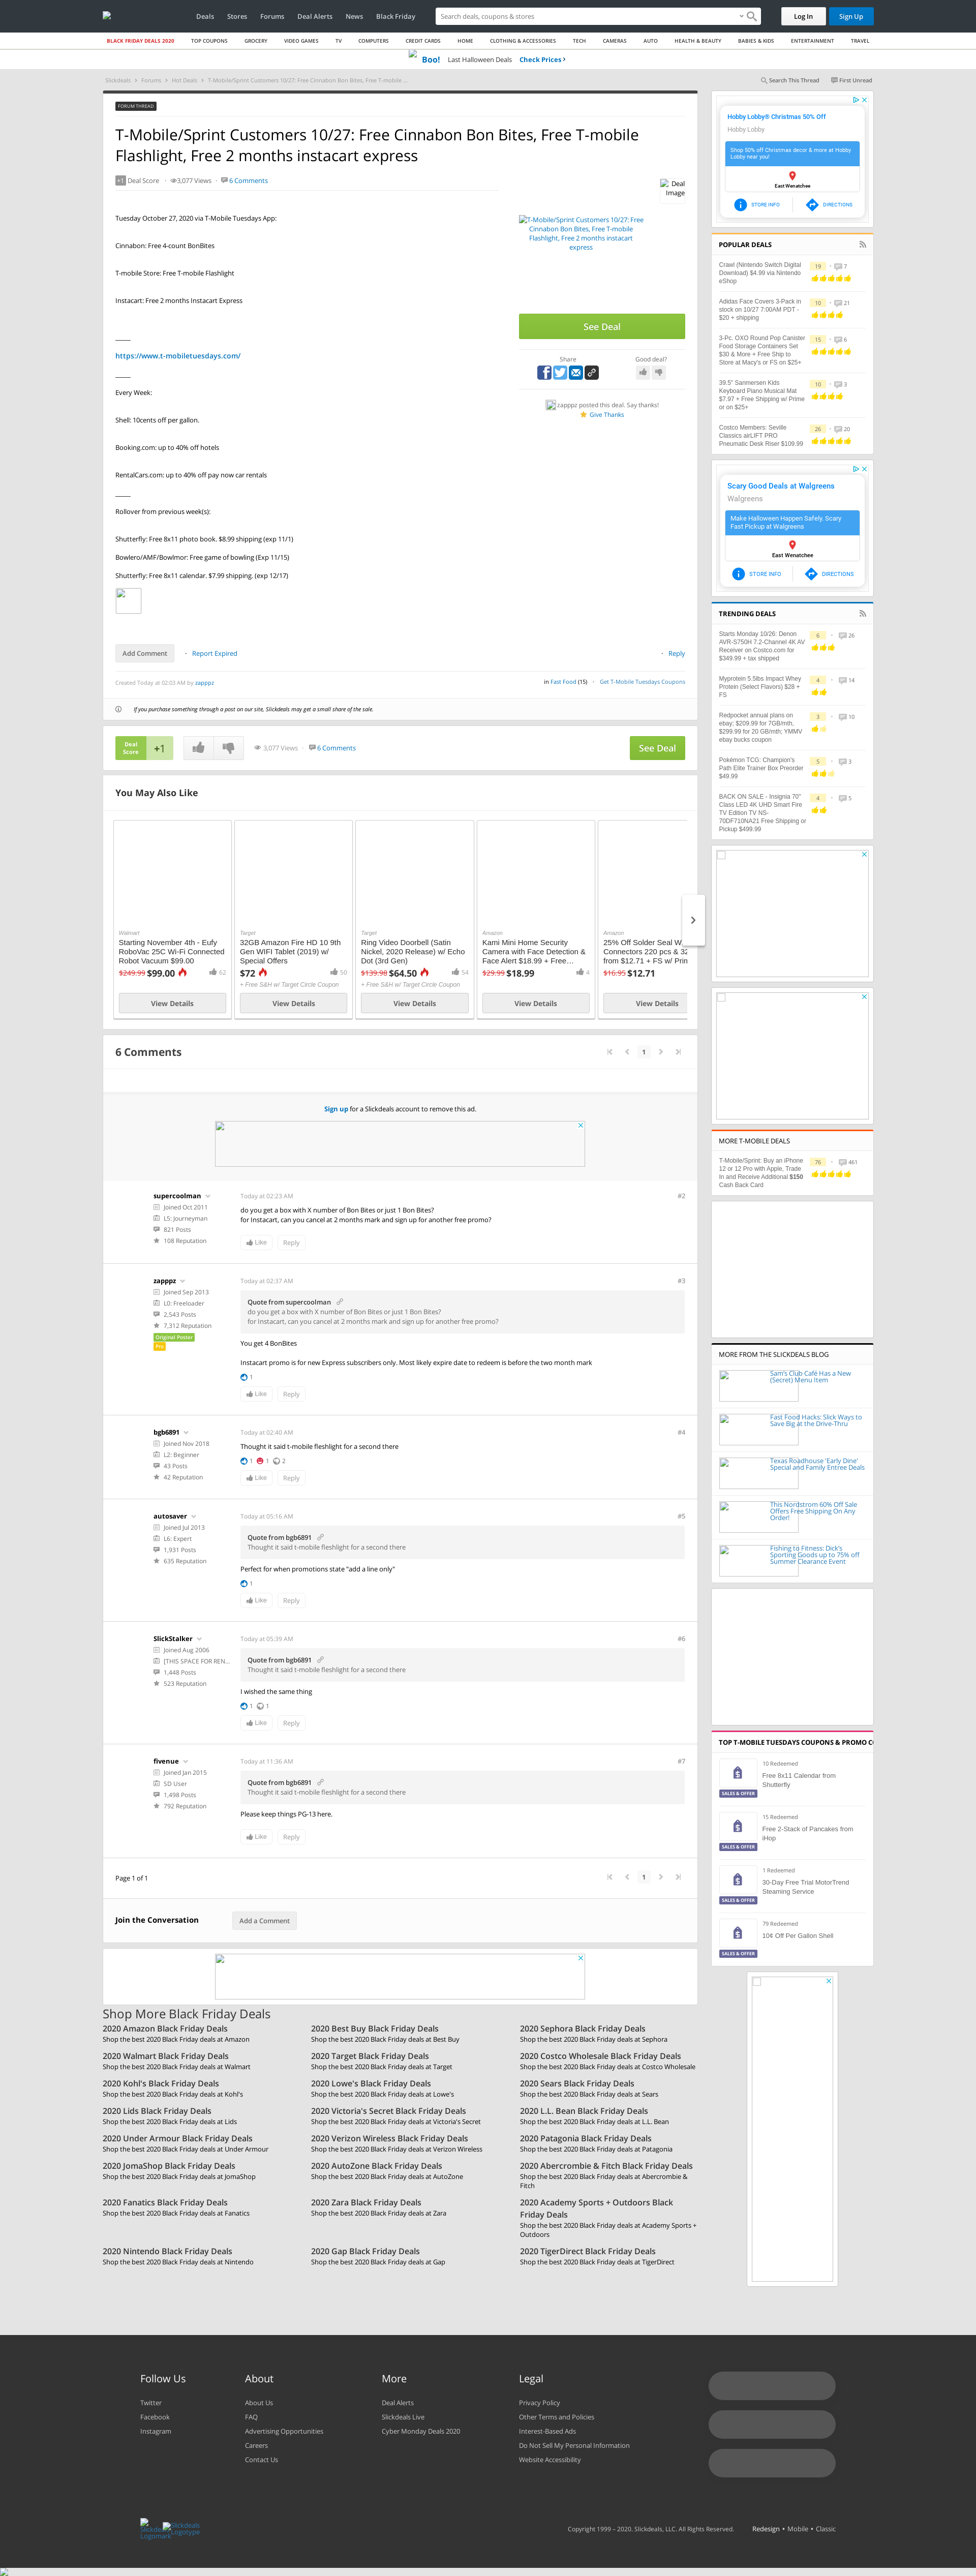 Deals
Stores
Forums
Deal Alerts
News
Black Friday
Search deals, coupons & stores
Log In
Sign Up
BLACK FRIDAY DEALS 2020
TOP COUPONS
GROCERY
VIDEO GAMES
TV
COMPUTERS
CREDIT CARDS
HOME
CLOTHING & ACCESSORIES
TECH
CAMERAS
AUTO
HEALTH & BEAUTY
BABIES & KIDS
ENTERTAINMENT
TRAVEL
Boo! Last Halloween Deals Check Prices ›
Slickdeals > Forums > Hot Deals > T-Mobile/Sprint Customers 10/27: Free Cinnabon Bon Bites, Free T-mobile ...
Search This Thread
First Unread
FORUM THREAD
T-Mobile/Sprint Customers 10/27: Free Cinnabon Bon Bites, Free T-mobile
Flashlight, Free 2 months instacart express
+1 Deal Score · 3,077 Views · 6 Comments
Deal
Image
Tuesday October 27, 2020 via T-Mobile Tuesdays App:
Cinnabon: Free 4-count BonBites
T-mobile Store: Free T-mobile Flashlight
Instacart: Free 2 months Instacart Express
_____
https://www.t-mobiletuesdays.com/
_____
Every Week:
Shell: 10cents off per gallon.
Booking.com: up to 40% off hotels
RentalCars.com: up to 40% off pay now car rentals
_____
Rollover from previous week(s):
Shutterfly: Free 8x11 photo book. $8.99 shipping (exp 11/1)
Bowlero/AMF/Bowlmor: Free game of bowling (Exp 11/15)
Shutterfly: Free 8x11 calendar. $7.99 shipping. (exp 12/17)
T-Mobile/Sprint Customers 10/27: Free
Cinnabon Bon Bites, Free T-mobile
Flashlight, Free 2 months instacart
express
See Deal
Share
Good deal?
zapppz posted this deal. Say thanks!
Give Thanks
Add Comment
· Report Expired
· Reply
Created Today at 02:03 AM by zapppz
in Fast Food (15) · Get T-Mobile Tuesdays Coupons
If you purchase something through a post on our site, Slickdeals may get a small share of the sale.
Deal
Score
+1
3,077 Views · 6 Comments
See Deal
You May Also Like
Walmart
Starting November 4th - Eufy
RoboVac 25C Wi-Fi Connected
Robot Vacuum $99.00
$249.99 $99.00
62
View Details
Target
32GB Amazon Fire HD 10 9th
Gen WIFI Tablet (2019) w/
Special Offers
$72
50
+ Free S&H w/ Target Circle Coupon
View Details
Target
Ring Video Doorbell (Satin
Nickel, 2020 Release) w/ Echo
Dot (3rd Gen)
$139.98 $64.50
54
+ Free S&H w/ Target Circle Coupon
View Details
Amazon
Kami Mini Home Security
Camera with Face Detection &
Face Alert $18.99 + Free...
$29.99 $18.99
4
View Details
Amazon
25% Off Solder Seal W
Connectors 220 pcs & 32
from $12.71 + FS w/ Prin
$16.95 $12.71
View Details
6 Comments
1
Sign up for a Slickdeals account to remove this ad.
supercoolman
Joined Oct 2011
L5: Journeyman
821 Posts
108 Reputation
Today at 02:23 AM
#2
do you get a box with X number of Bon Bites or just 1 Bon Bites?
for Instacart, can you cancel at 2 months mark and sign up for another free promo?
Like
Reply
zapppz
Joined Sep 2013
L0: Freeloader
2,543 Posts
7,312 Reputation
Original Poster
Pro
Today at 02:37 AM
#3
Quote from supercoolman
do you get a box with X number of Bon Bites or just 1 Bon Bites?
for Instacart, can you cancel at 2 months mark and sign up for another free promo?
You get 4 BonBites
Instacart promo is for new Express subscribers only. Most likely expire date to redeem is before the two month mark
1
Like
Reply
bgb6891
Joined Nov 2018
L2: Beginner
43 Posts
42 Reputation
Today at 02:40 AM
#4
Thought it said t-mobile fleshlight for a second there
1 1 2
Like
Reply
autosaver
Joined Jul 2013
L6: Expert
1,931 Posts
635 Reputation
Today at 05:16 AM
#5
Quote from bgb6891
Thought it said t-mobile fleshlight for a second there
Perfect for when promotions state "add a line only"
1
Like
Reply
SlickStalker
Joined Aug 2006
[THIS SPACE FOR REN...
1,448 Posts
523 Reputation
Today at 05:39 AM
#6
Quote from bgb6891
Thought it said t-mobile fleshlight for a second there
I wished the same thing
1 1
Like
Reply
fivenue
Joined Jan 2015
SD User
1,498 Posts
792 Reputation
Today at 11:36 AM
#7
Quote from bgb6891
Thought it said t-mobile fleshlight for a second there
Please keep things PG-13 here.
Like
Reply
Page 1 of 1
1
Join the Conversation
Add a Comment
Hobby Lobby® Christmas 50% Off
Hobby Lobby
Shop 50% off Christmas decor & more at Hobby
Lobby near you!
East Wenatchee
STORE INFO
DIRECTIONS
POPULAR DEALS
Crawl (Nintendo Switch Digital
Download) $4.99 via Nintendo
eShop
19 · 7
Adidas Face Covers 3-Pack in
stock on 10/27 7:00AM PDT -
$20 + shipping
10 · 21
3-Pc. OXO Round Pop Canister
Food Storage Containers Set
$30 & More + Free Ship to
Store at Macy's or FS on $25+
15 · 6
39.5" Sanmersen Kids
Keyboard Piano Musical Mat
$7.97 + Free Shipping w/ Prime
or on $25+
10 · 3
Costco Members: Seville
Classics airLIFT PRO
Pneumatic Desk Riser $109.99
26 · 20
Scary Good Deals at Walgreens
Walgreens
Make Halloween Happen Safely. Scary
Fast Pickup at Walgreens
East Wenatchee
STORE INFO
DIRECTIONS
TRENDING DEALS
Starts Monday 10/26: Denon
AVR-S750H 7.2-Channel 4K AV
Receiver on Costco.com for
$349.99 + tax shipped
6 · 26
Myprotein 5.5lbs Impact Whey
Protein (Select Flavors) $28 +
FS
4 · 14
Redpocket annual plans on
ebay: $209.99 for 7GB/mth,
$299.99 for 20 GB/mth; YMMV
ebay bucks coupon
3 · 10
Pokémon TCG: Champion's
Path Elite Trainer Box Preorder
$49.99
5 · 3
BACK ON SALE - Insignia 70"
Class LED 4K UHD Smart Fire
TV Edition TV NS-
70DF710NA21 Free Shipping or
Pickup $499.99
4 · 5
MORE T-MOBILE DEALS
T-Mobile/Sprint: Buy an iPhone
12 or 12 Pro with Apple, Trade
In and Receive Additional $150
Cash Back Card
76 · 461
MORE FROM THE SLICKDEALS BLOG
Sam's Club Café Has a New
(Secret) Menu Item
Fast Food Hacks: Slick Ways to
Save Big at the Drive-Thru
Texas Roadhouse 'Early Dine'
Special and Family Entree Deals
This Nordstrom 60% Off Sale
Offers Free Shipping On Any
Order!
Fishing to Fitness: Dick's
Sporting Goods up to 75% off
Summer Clearance Event
TOP T-MOBILE TUESDAYS COUPONS & PROMO CO
10 Redeemed
Free 8x11 Calendar from
Shutterfly
SALES & OFFER
15 Redeemed
Free 2-Stack of Pancakes from
iHop
SALES & OFFER
1 Redeemed
30-Day Free Trial MotorTrend
Steaming Service
SALES & OFFER
79 Redeemed
10¢ Off Per Gallon Shell
SALES & OFFER
Shop More Black Friday Deals
2020 Amazon Black Friday Deals
Shop the best 2020 Black Friday deals at Amazon
2020 Best Buy Black Friday Deals
Shop the best 2020 Black Friday deals at Best Buy
2020 Sephora Black Friday Deals
Shop the best 2020 Black Friday deals at Sephora
2020 Walmart Black Friday Deals
Shop the best 2020 Black Friday deals at Walmart
2020 Target Black Friday Deals
Shop the best 2020 Black Friday deals at Target
2020 Costco Wholesale Black Friday Deals
Shop the best 2020 Black Friday deals at Costco Wholesale
2020 Kohl's Black Friday Deals
Shop the best 2020 Black Friday deals at Kohl's
2020 Lowe's Black Friday Deals
Shop the best 2020 Black Friday deals at Lowe's
2020 Sears Black Friday Deals
Shop the best 2020 Black Friday deals at Sears
2020 Lids Black Friday Deals
Shop the best 2020 Black Friday deals at Lids
2020 Victoria's Secret Black Friday Deals
Shop the best 2020 Black Friday deals at Victoria's Secret
2020 L.L. Bean Black Friday Deals
Shop the best 2020 Black Friday deals at L.L. Bean
2020 Under Armour Black Friday Deals
Shop the best 2020 Black Friday deals at Under Armour
2020 Verizon Wireless Black Friday Deals
Shop the best 2020 Black Friday deals at Verizon Wireless
2020 Patagonia Black Friday Deals
Shop the best 2020 Black Friday deals at Patagonia
2020 JomaShop Black Friday Deals
Shop the best 2020 Black Friday deals at JomaShop
2020 AutoZone Black Friday Deals
Shop the best 2020 Black Friday deals at AutoZone
2020 Abercrombie & Fitch Black Friday Deals
Shop the best 2020 Black Friday deals at Abercrombie &
Fitch
2020 Fanatics Black Friday Deals
Shop the best 2020 Black Friday deals at Fanatics
2020 Zara Black Friday Deals
Shop the best 2020 Black Friday deals at Zara
2020 Academy Sports + Outdoors Black
Friday Deals
Shop the best 2020 Black Friday deals at Academy Sports +
Outdoors
2020 Nintendo Black Friday Deals
Shop the best 2020 Black Friday deals at Nintendo
2020 Gap Black Friday Deals
Shop the best 2020 Black Friday deals at Gap
2020 TigerDirect Black Friday Deals
Shop the best 2020 Black Friday deals at TigerDirect
Follow Us
Twitter
Facebook
Instagram
About
About Us
FAQ
Advertising Opportunities
Careers
Contact Us
More
Deal Alerts
Slickdeals Live
Cyber Monday Deals 2020
Legal
Privacy Policy
Other Terms and Policies
Interest-Based Ads
Do Not Sell My Personal Information
Website Accessibility
Slickdeals
Logomark
Slickdeals
Logotype
Copyright 1999 – 2020. Slickdeals, LLC. All Rights Reserved.
Redesign • Mobile • Classic